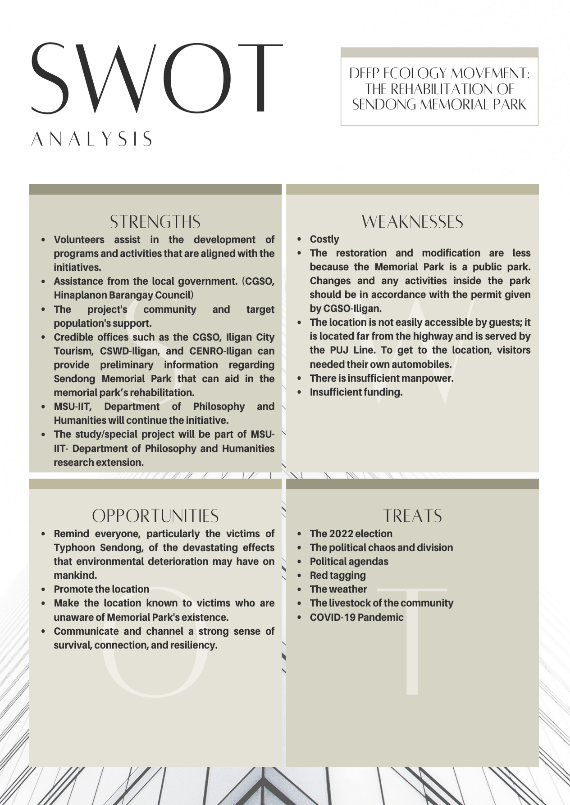 SWOT
ANALYSIS
DEEP ECOLOGY MOVEMENT:
THE REHABILITATION OF
SENDONG MEMORIAL PARK
STRENGTHS
• Volunteers assist in the development of
programs and activities that are aligned with the
initiatives.
• Assistance from the local government. (CGSO,
Hinaplanon Barangay Council)
• The project's community and target
population's support.
• Credible offices such as the CGSO, Iligan City
Tourism, CSWD-Iligan, and CENRO-Iligan can
provide preliminary information regarding
Sendong Memorial Park that can aid in the
memorial park's rehabilitation.
• MSU-IIT, Department of Philosophy and
Humanities will continue the initiative.
• The study/special project will be part of MSU-
IIT- Department of Philosophy and Humanities
research extension.
S
WEAKNESSES
• Costly
• The restoration and modification are less
because the Memorial Park is a public park.
Changes and any activities inside the park
should be in accordance with the permit given
by CGSO-Iligan.
• The location is not easily accessible by guests; it
is located far from the highway and is served by
the PUJ Line. To get to the location, visitors
needed their own automobiles.
• There is insufficient manpower.
• Insufficient funding.
W
OPPORTUNITIES
• Remind everyone, particularly the victims of
Typhoon Sendong, of the devastating effects
that environmental deterioration may have on
mankind.
• Promote the location
• Make the location known to victims who are
unaware of Memorial Park's existence.
• Communicate and channel a strong sense of
survival, connection, and resiliency.
O
TREATS
• The 2022 election
• The political chaos and division
• Political agendas
• Red tagging
• The weather
• The livestock of the community
• COVID-19 Pandemic
T